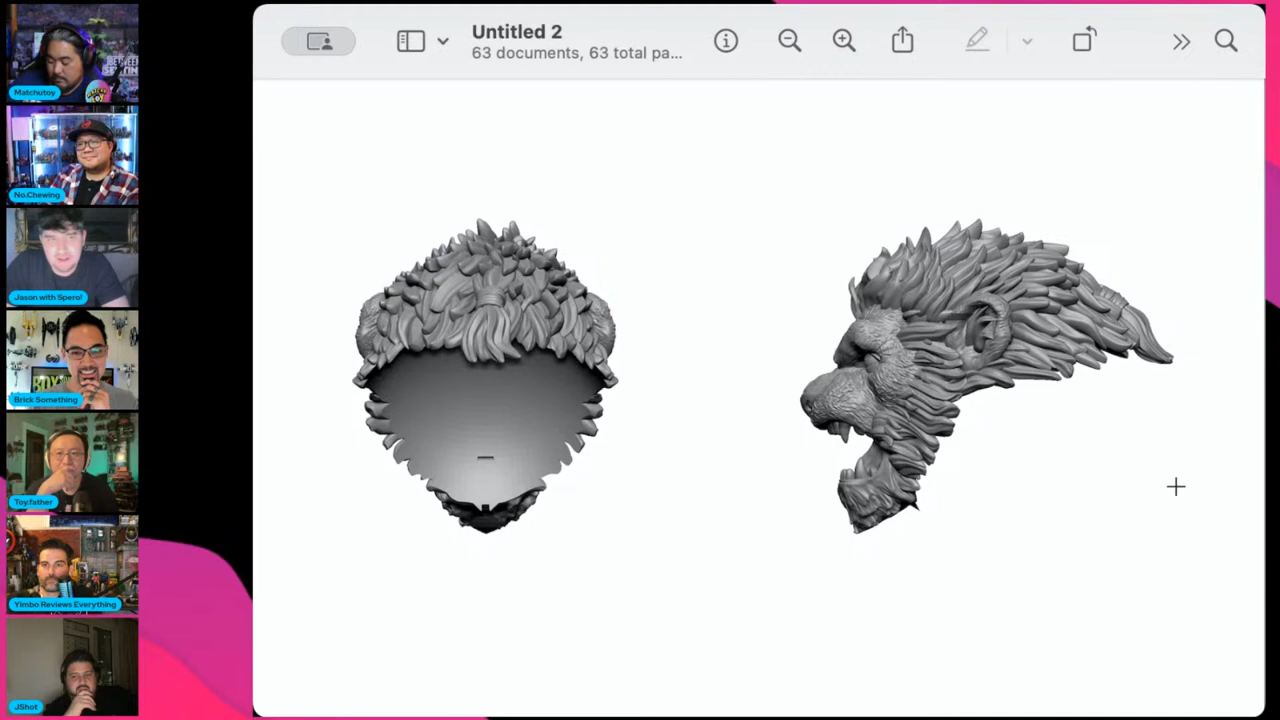 Untitled 2
63 documents, 63 total pa...
Matchutoy
No.Chewing
Jason with Spero!
Brick Something
Toy.father
Yimbo Reviews Everything
JShot